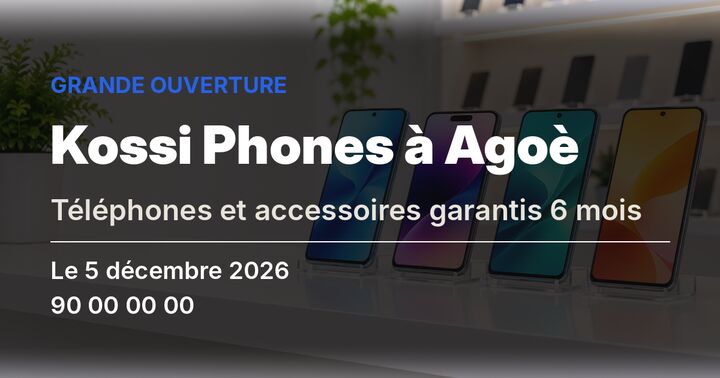 GRANDE OUVERTURE
Kossi Phones à Agoè
Téléphones et accessoires garantis 6 mois
Le 5 décembre 2026
90 00 00 00